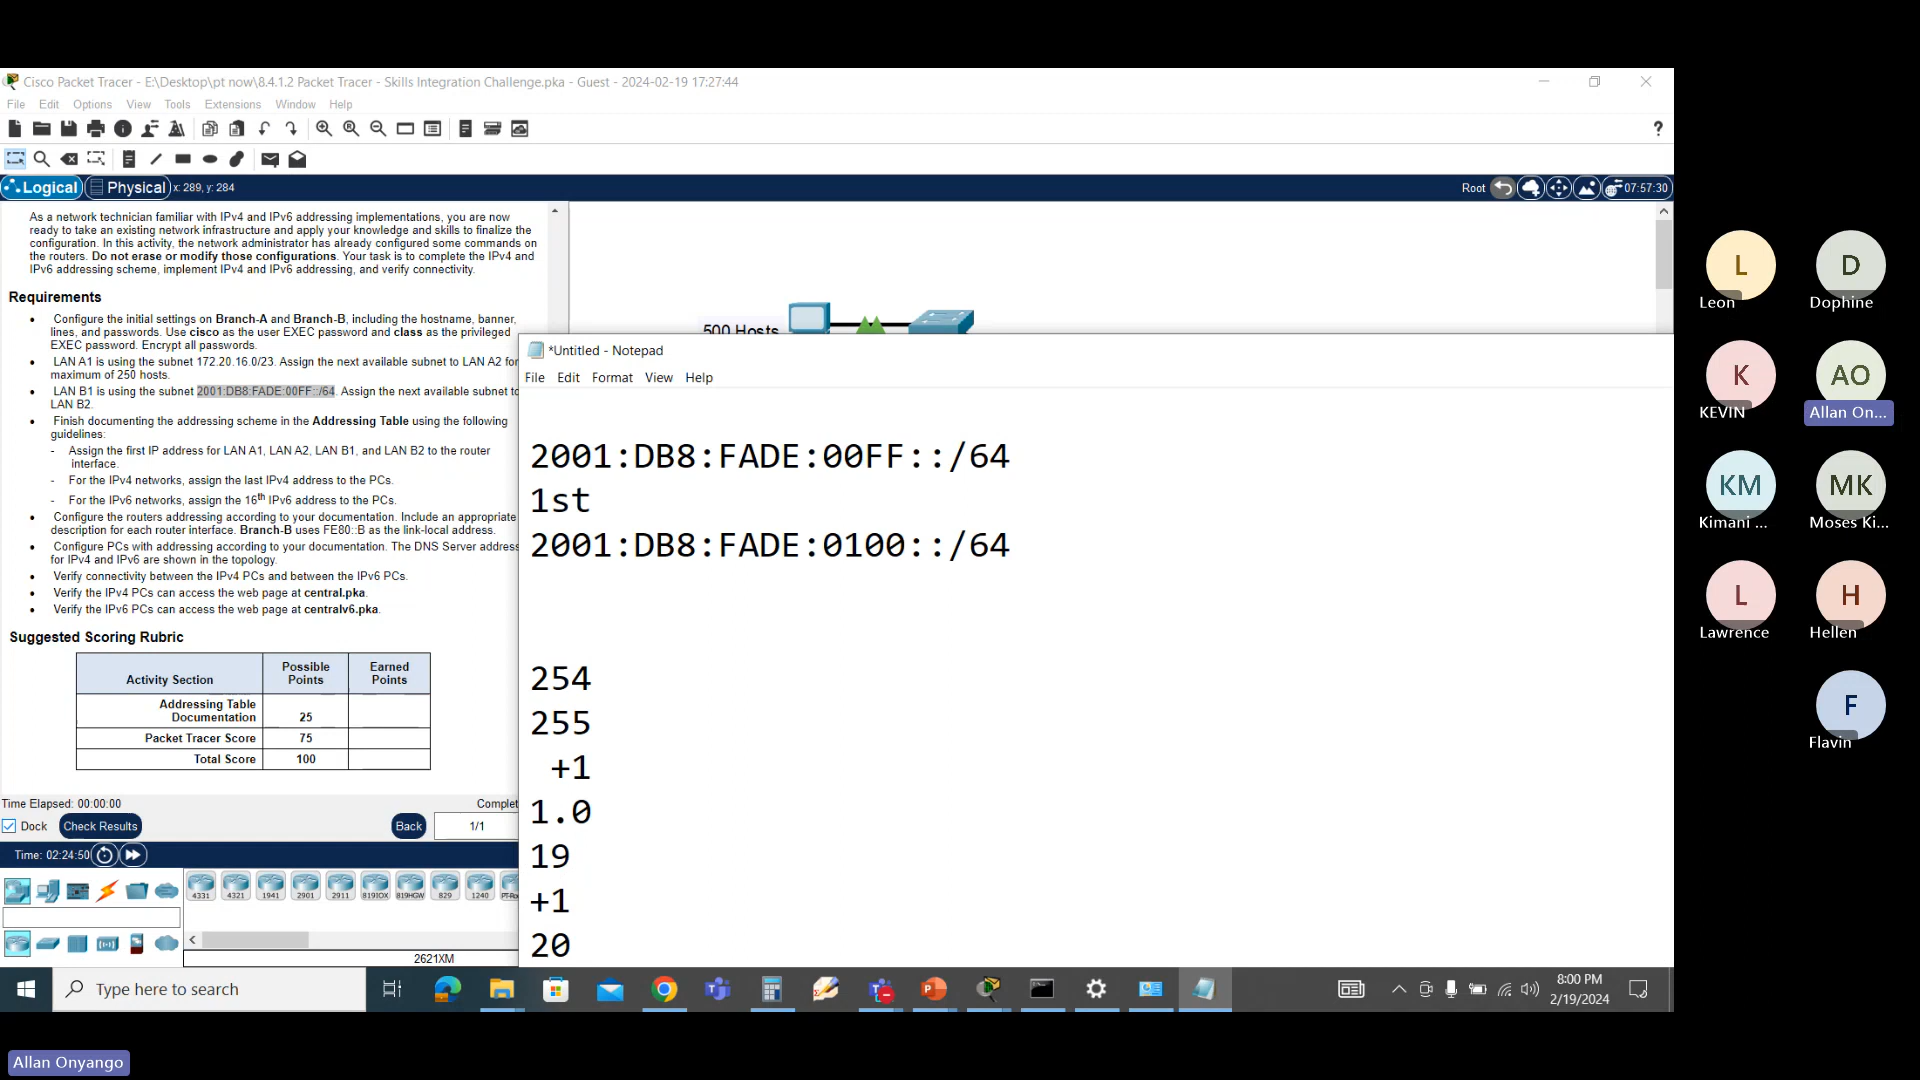 Cisco Packet Tracer - E:\Desktop\pt now\8.4.1.2 Packet Tracer - Skills Integration Challenge.pka - Guest - 2024-02-19 17:27:44
File Edit Options View Tools Extensions Window Help
?
Logical Physical x: 289, y: 284 Root 07:57:30
As a network technician familiar with IPv4 and IPv6 addressing implementations, you are now
ready to take an existing network infrastructure and apply your knowledge and skills to finalize the
configuration. In this activity, the network administrator has already configured some commands on
the routers. Do not erase or modify those configurations. Your task is to complete the IPv4 and
IPv6 addressing scheme, implement IPv4 and IPv6 addressing, and verify connectivity.
Requirements
• Configure the initial settings on Branch-A and Branch-B, including the hostname, banner,
lines, and passwords. Use cisco as the user EXEC password and class as the privileged
EXEC password. Encrypt all passwords.
• LAN A1 is using the subnet 172.20.16.0/23. Assign the next available subnet to LAN A2 for
maximum of 250 hosts.
• LAN B1 is using the subnet 2001:DB8:FADE:00FF::/64. Assign the next available subnet to
LAN B2.
• Finish documenting the addressing scheme in the Addressing Table using the following
guidelines:
- Assign the first IP address for LAN A1, LAN A2, LAN B1, and LAN B2 to the router
interface.
- For the IPv4 networks, assign the last IPv4 address to the PCs.
- For the IPv6 networks, assign the 16th IPv6 address to the PCs.
• Configure the routers addressing according to your documentation. Include an appropriate
description for each router interface. Branch-B uses FE80::B as the link-local address.
• Configure PCs with addressing according to your documentation. The DNS Server address
for IPv4 and IPv6 are shown in the topology.
• Verify connectivity between the IPv4 PCs and between the IPv6 PCs.
• Verify the IPv4 PCs can access the web page at central.pka.
• Verify the IPv6 PCs can access the web page at centralv6.pka.
Suggested Scoring Rubric
Activity Section Possible Points Earned Points
Addressing Table Documentation 25
Packet Tracer Score 75
Total Score 100
Time Elapsed: 00:00:00 Complet
Dock Check Results Back 1/1
Time: 02:24:50
4331 4321 1941 2901 2911 819IOX 819HGW 829 1240 PT-Ro
2621XM
500 Hosts
*Untitled - Notepad
File Edit Format View Help
2001:DB8:FADE:00FF::/64
1st
2001:DB8:FADE:0100::/64
254
255
+1
1.0
19
+1
20
Type here to search
8:00 PM
2/19/2024
L
Leon
D
Dophine
K
KEVIN
AO
Allan On...
KM
Kimani ...
MK
Moses Ki...
L
Lawrence
H
Hellen
F
Flavin
Allan Onyango